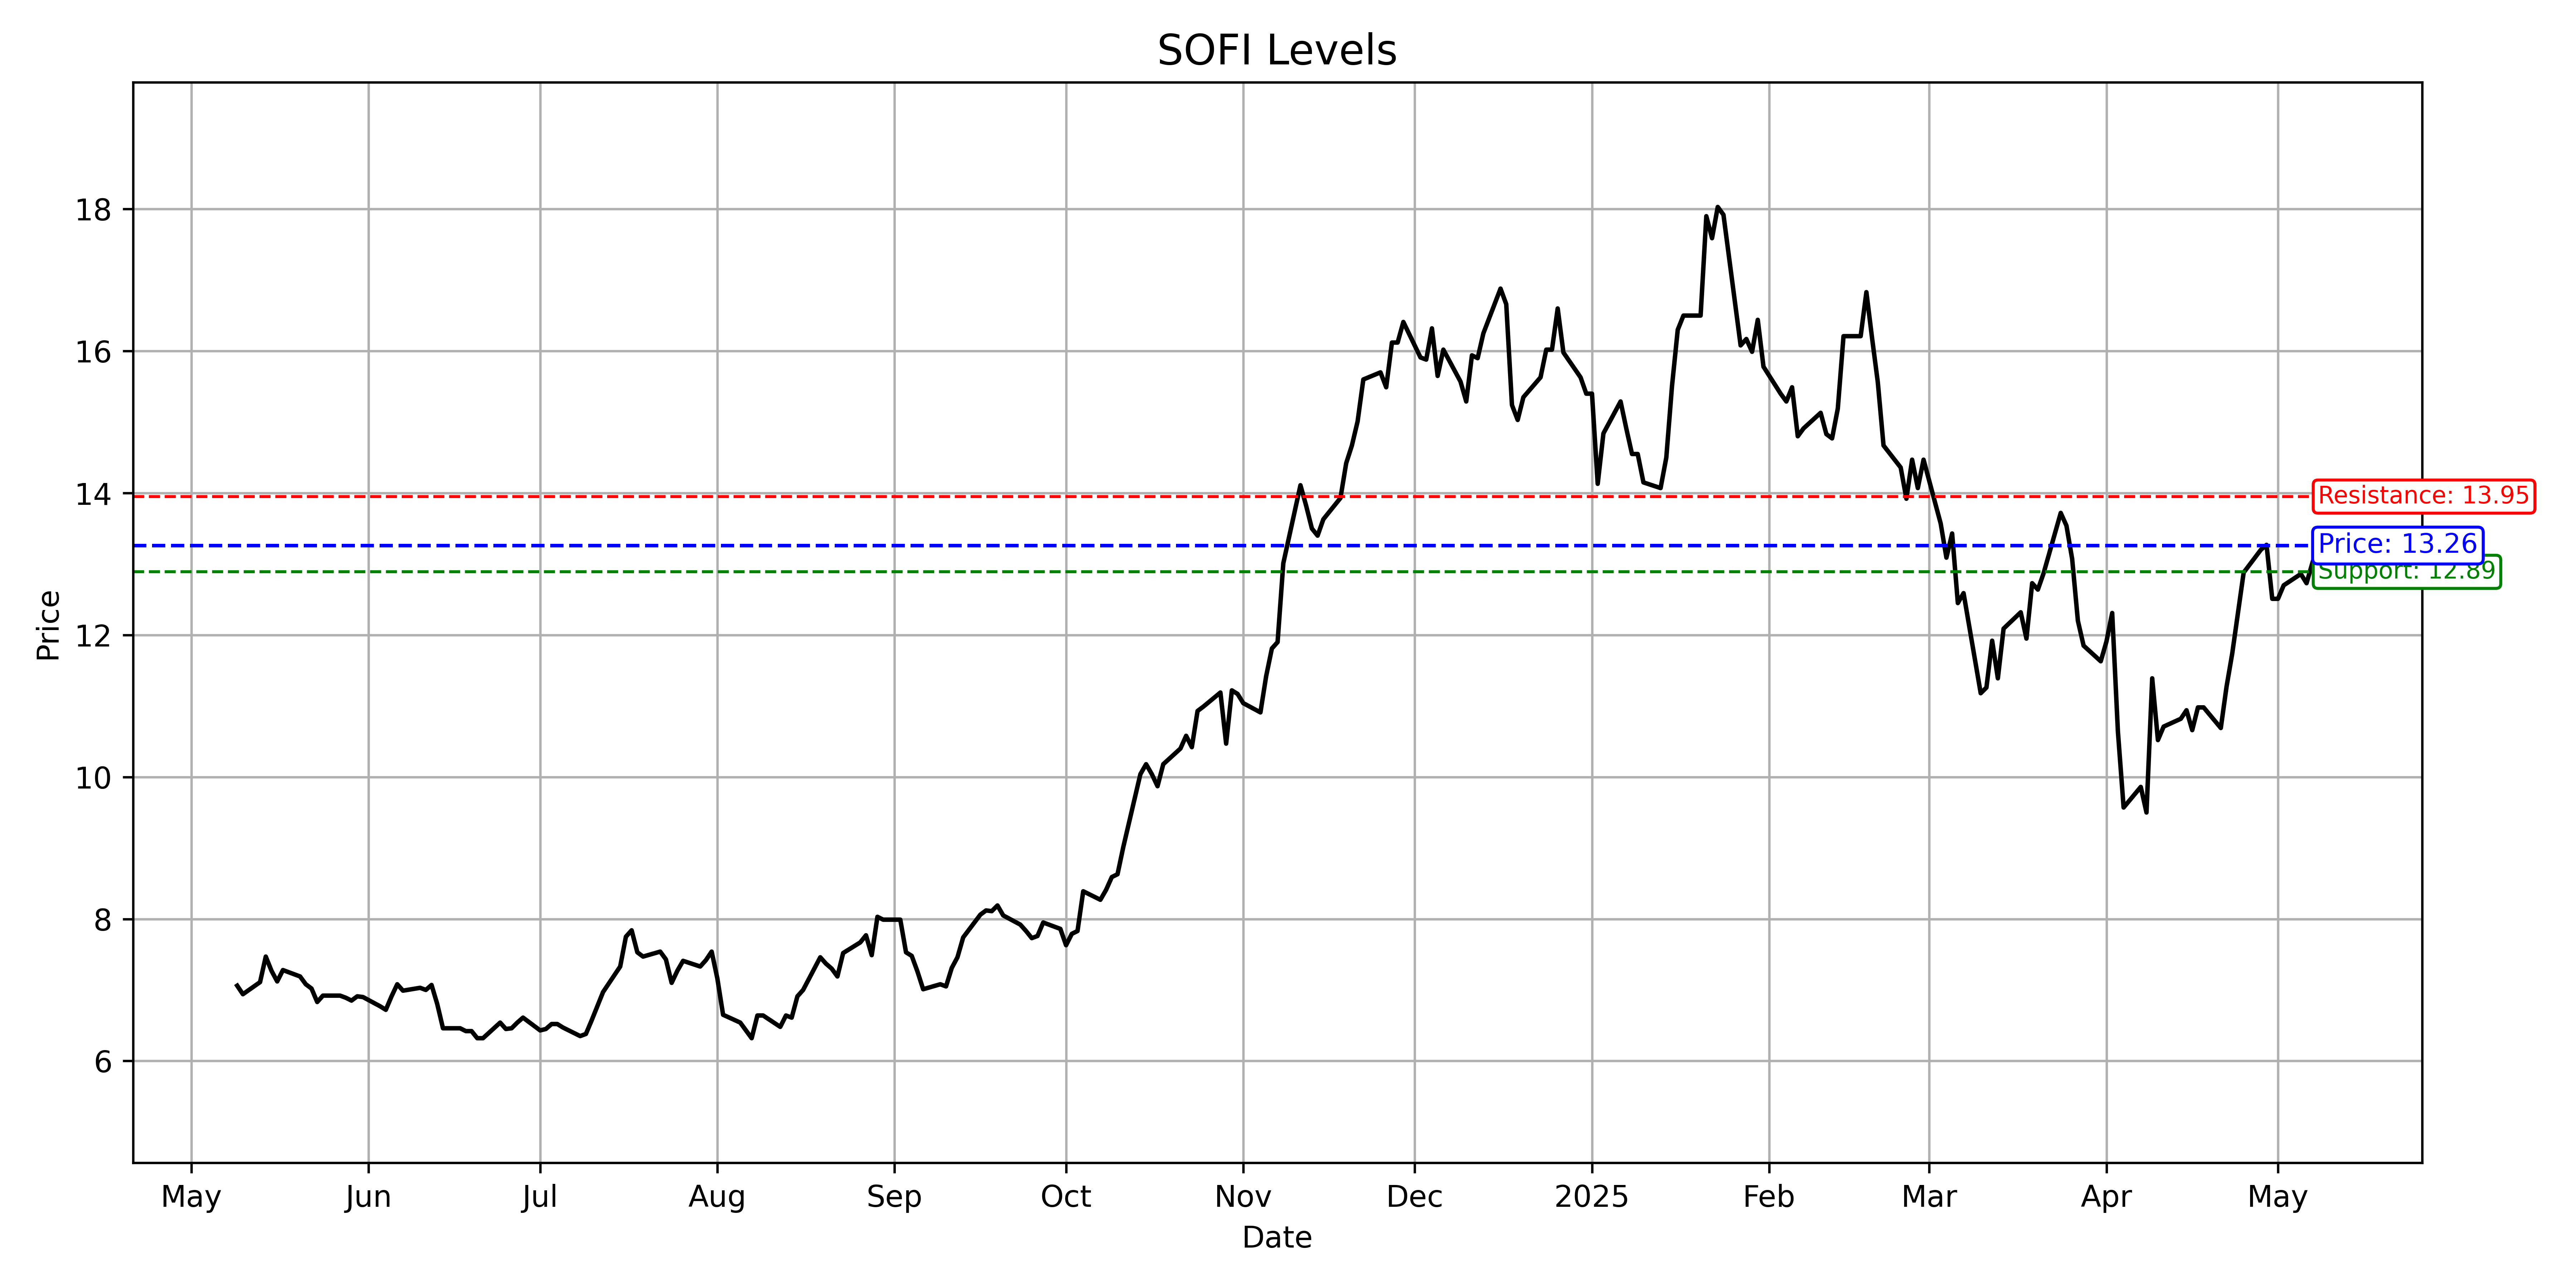 SOFI Levels
18
16
14
12
10
8
6
Price
Resistance: 13.95
Price: 13.26
Support: 12.89
May
Jun
Jul
Aug
Sep
Oct
Nov
Dec
2025
Feb
Mar
Apr
May
Date